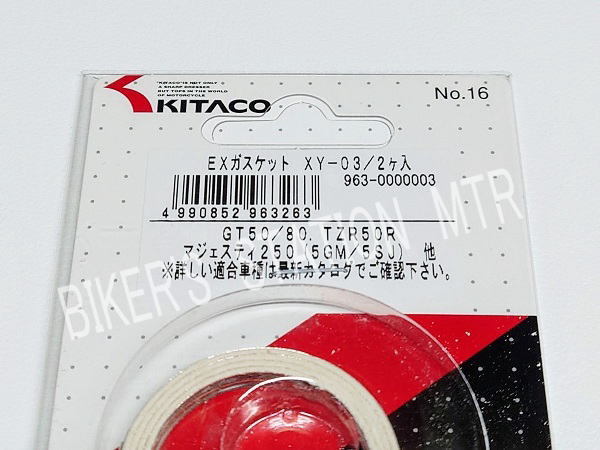 "KITACO" IS NOT ONLY
A SHARP DRESSER
BUT TOPS IN THE WORLD
OF MOTORCYCLE
KITACO
No.16
EXガスケット XY-03/2ヶ入
963-0000003
4 990852 963263
GT50/80. TZR50R
マジェスティ250(5GM/5SJ) 他
※詳しい適合車種は最新カタログでご確認下さい。
BIKER'S STATION MTR